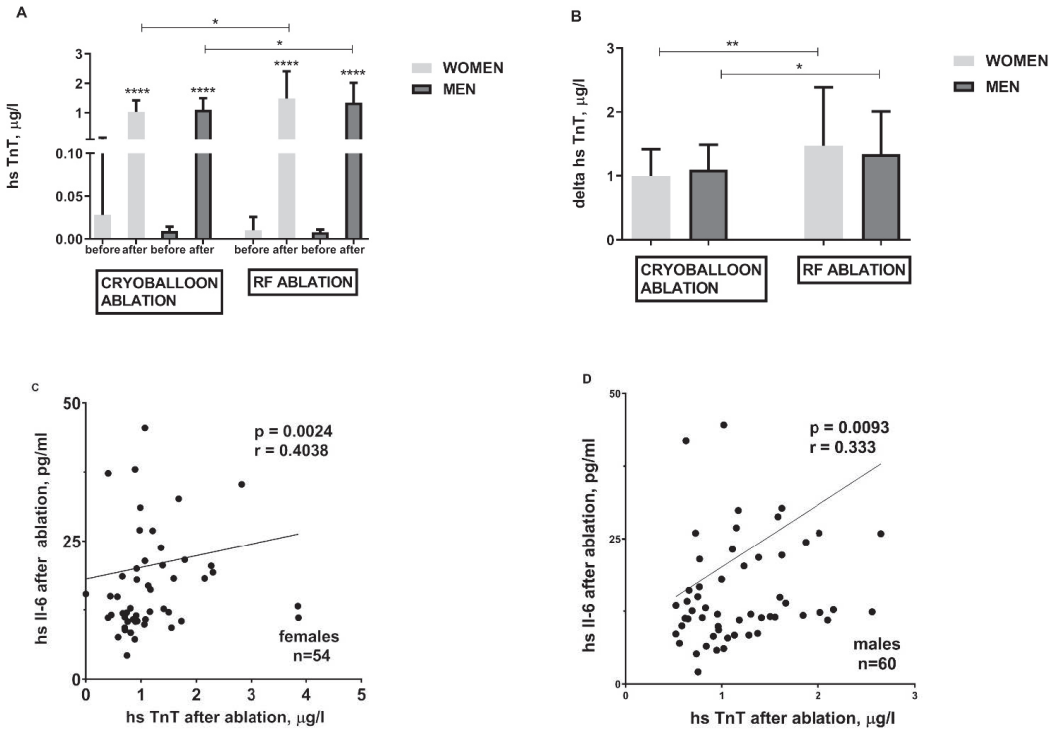 A
*
*
****
****
****
****
hs TnT, μg/l
3
2
1
0.10
0.05
0.00
before after before after
before after before after
CRYOBALLOON
ABLATION
RF ABLATION
WOMEN
MEN
B
**
*
delta hs TnT, μg/l
3
2
1
0
CRYOBALLOON
ABLATION
RF ABLATION
WOMEN
MEN
C
hs Il-6 after ablation, pg/ml
50
25
0
p = 0.0024
r = 0.4038
females
n=54
0 1 2 3 4 5
hs TnT after ablation, μg/l
D
hs Il-6 after ablation, pg/ml
50
25
0
p = 0.0093
r = 0.333
males
n=60
0 1 2 3
hs TnT after ablation, μg/l